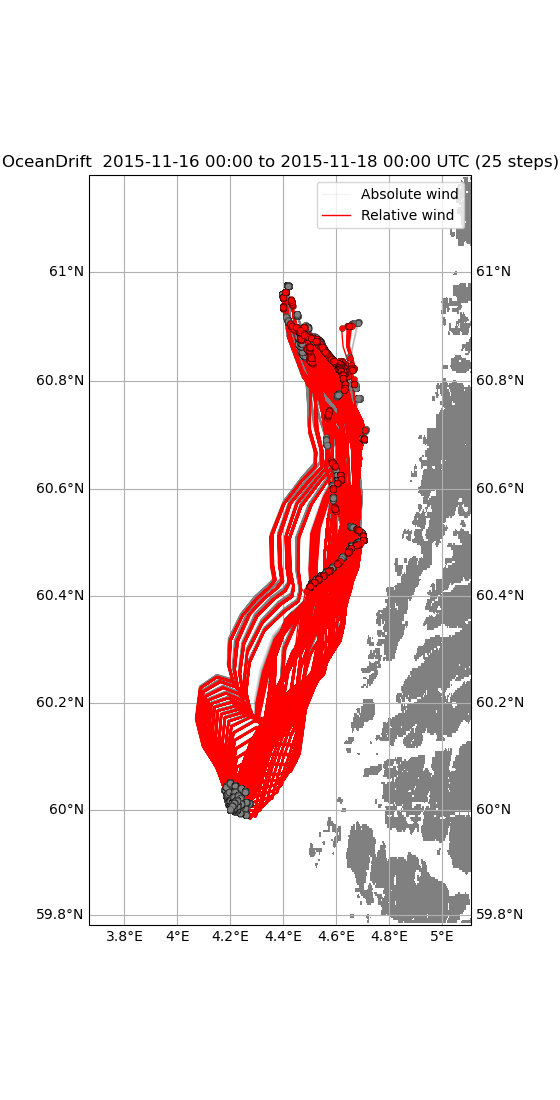 OceanDrift 2015-11-16 00:00 to 2015-11-18 00:00 UTC (25 steps)
Absolute wind
Relative wind
61°N 61°N
60.8°N 60.8°N
60.6°N 60.6°N
60.4°N 60.4°N
60.2°N 60.2°N
60°N 60°N
59.8°N 59.8°N
3.8°E 4°E 4.2°E 4.4°E 4.6°E 4.8°E 5°E